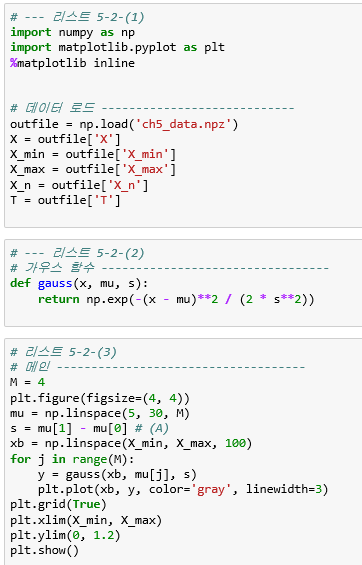 # --- 리스트 5-2-(1)
import numpy as np
import matplotlib.pyplot as plt
%matplotlib inline
# 데이터 로드 ----------------------------
outfile = np.load('ch5_data.npz')
X = outfile['X']
X_min = outfile['X_min']
X_max = outfile['X_max']
X_n = outfile['X_n']
T = outfile['T']
# --- 리스트 5-2-(2)
# 가우스 함수 ---------------------------------
def gauss(x, mu, s):
    return np.exp(-(x - mu)**2 / (2 * s**2))
# 리스트 5-2-(3)
# 메인 ------------------------------------
M = 4
plt.figure(figsize=(4, 4))
mu = np.linspace(5, 30, M)
s = mu[1] - mu[0] # (A)
xb = np.linspace(X_min, X_max, 100)
for j in range(M):
    y = gauss(xb, mu[j], s)
    plt.plot(xb, y, color='gray', linewidth=3)
plt.grid(True)
plt.xlim(X_min, X_max)
plt.ylim(0, 1.2)
plt.show()